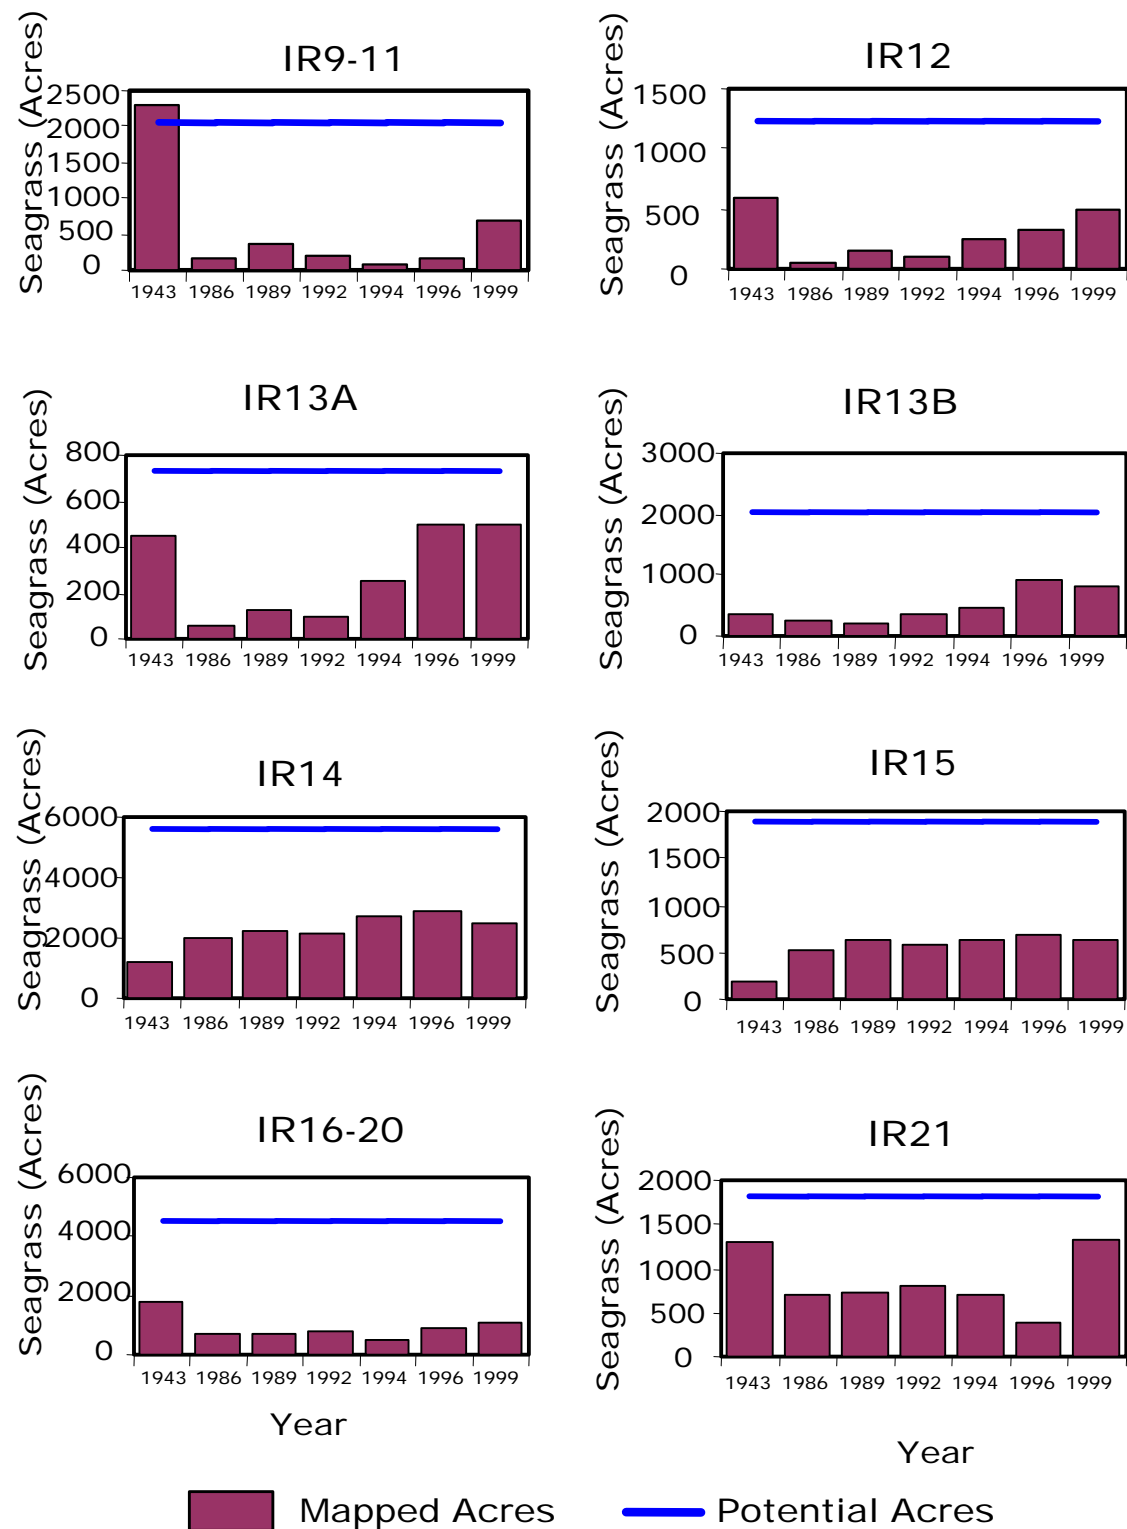 IR9-11
Seagrass (Acres)
2500
2000
1500
1000
500
0
1943 1986 1989 1992 1994 1996 1999
IR12
Seagrass (Acres)
1500
1000
500
0
1943 1986 1989 1992 1994 1996 1999
IR13A
Seagrass (Acres)
800
600
400
200
0
1943 1986 1989 1992 1994 1996 1999
IR13B
Seagrass (Acres)
3000
2000
1000
0
1943 1986 1989 1992 1994 1996 1999
IR14
Seagrass (Acres)
6000
4000
2000
0
1943 1986 1989 1992 1994 1996 1999
IR15
Seagrass (Acres)
2000
1500
1000
500
0
1943 1986 1989 1992 1994 1996 1999
IR16-20
Seagrass (Acres)
6000
4000
2000
0
1943 1986 1989 1992 1994 1996 1999
Year
IR21
Seagrass (Acres)
2000
1500
1000
500
0
1943 1986 1989 1992 1994 1996 1999
Year
Mapped Acres
Potential Acres